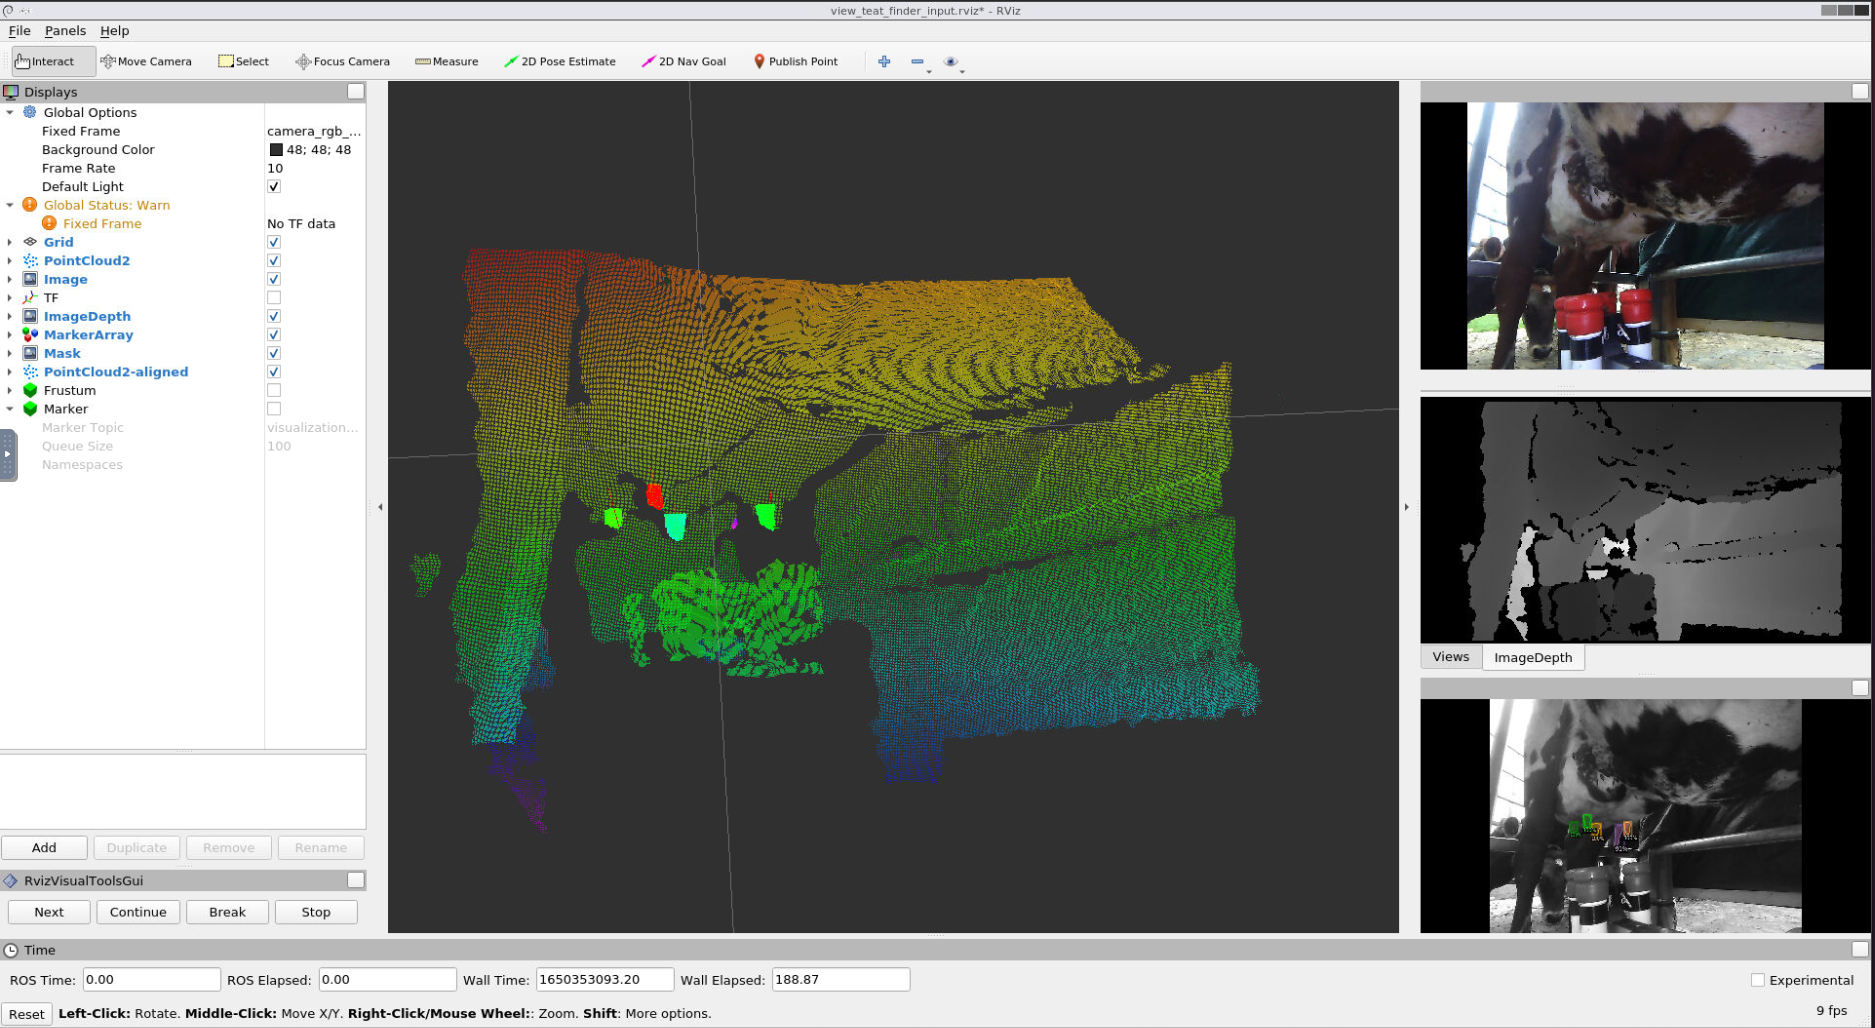 view_teat_finder_input.rviz* - RViz
File Panels Help
Interact Move Camera Select Focus Camera Measure 2D Pose Estimate 2D Nav Goal Publish Point
Displays
Global Options
Fixed Frame camera_rgb_...
Background Color 48; 48; 48
Frame Rate 10
Default Light
Global Status: Warn
Fixed Frame No TF data
Grid
PointCloud2
Image
TF
ImageDepth
MarkerArray
Mask
PointCloud2-aligned
Frustum
Marker
Marker Topic visualization...
Queue Size 100
Namespaces
Views ImageDepth
Add Duplicate Remove Rename
RvizVisualToolsGui
Next Continue Break Stop
Time
ROS Time: 0.00 ROS Elapsed: 0.00 Wall Time: 1650353093.20 Wall Elapsed: 188.87 Experimental
Reset Left-Click: Rotate. Middle-Click: Move X/Y. Right-Click/Mouse Wheel:: Zoom. Shift: More options. 9 fps